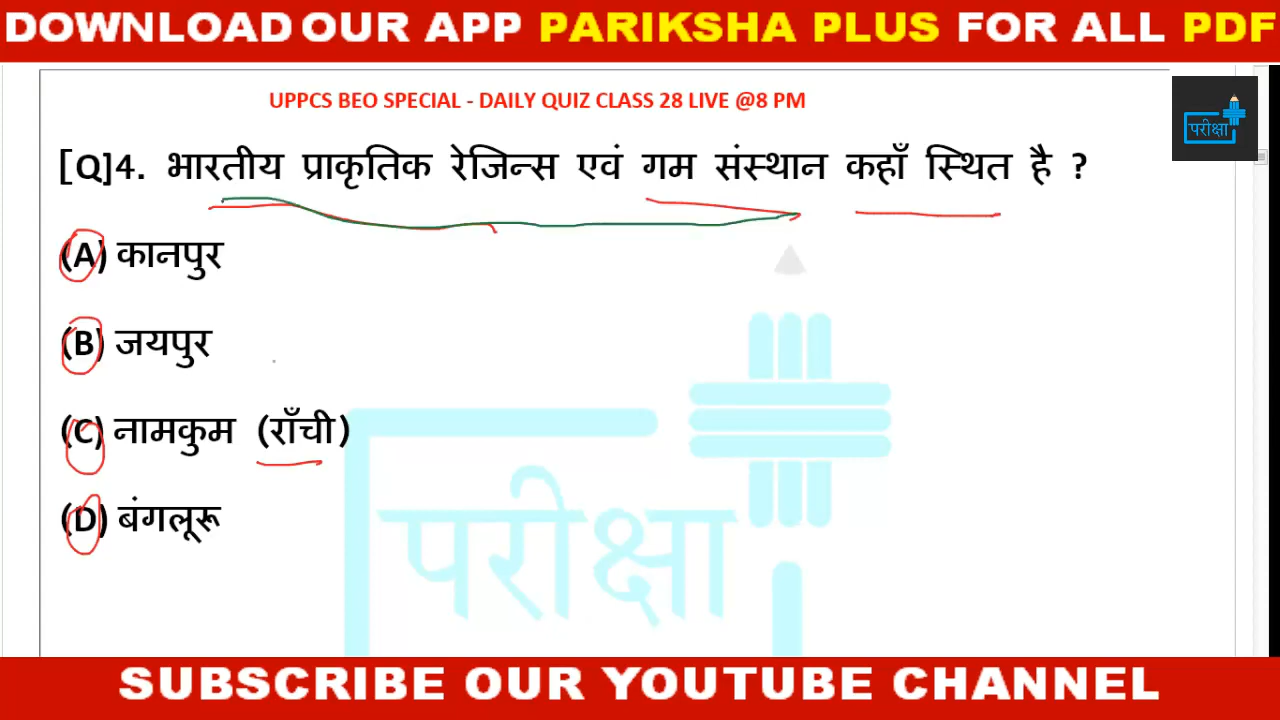 DOWNLOAD OUR APP PARIKSHA PLUS FOR ALL PDF
UPPCS BEO SPECIAL - DAILY QUIZ CLASS 28 LIVE @8 PM
परीक्षा
[Q]4. भारतीय प्राकृतिक रेजिन्स एवं गम संस्थान कहाँ स्थित है ?
(A) कानपुर
(B) जयपुर
(C) नामकुम (राँची)
(D) बंगलूरू
परीक्षा
SUBSCRIBE OUR YOUTUBE CHANNEL